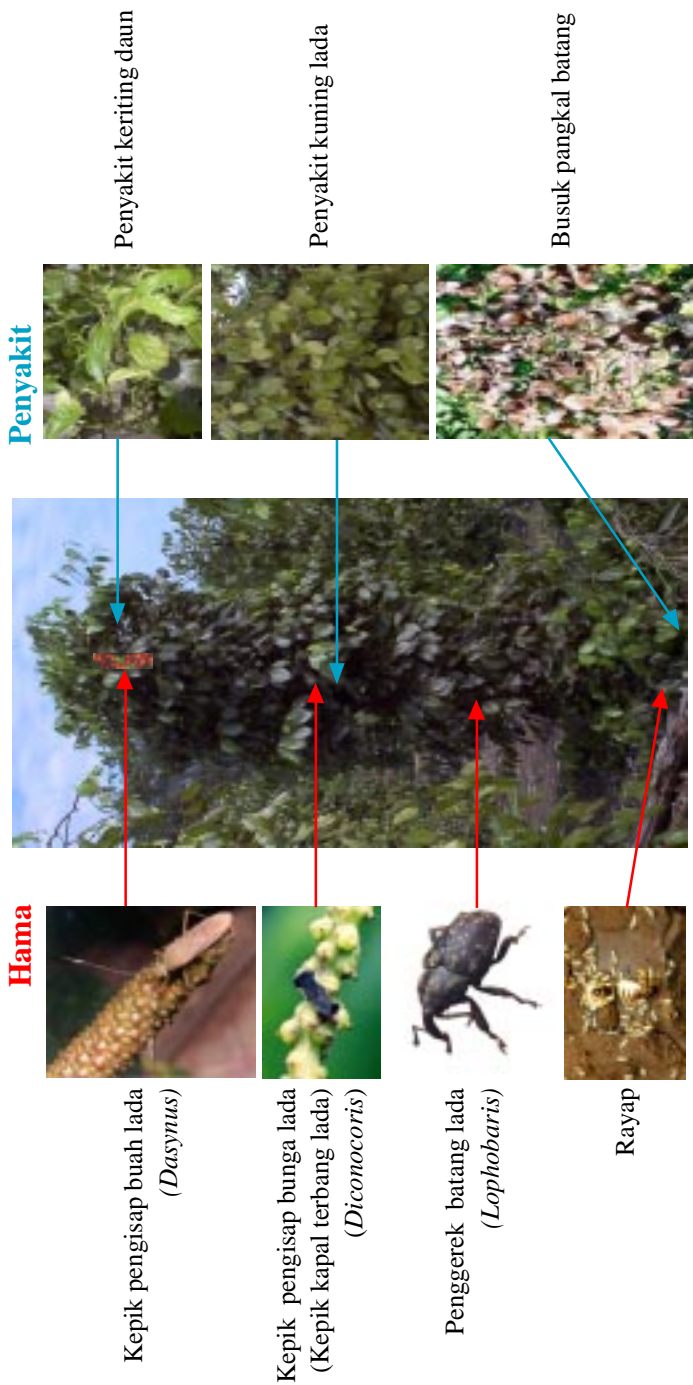 Hama
Kepik pengisap buah lada
(Dasynus)
Kepik pengisap bunga lada
(Kepik kapal terbang lada)
(Diconocoris)
Penggerek batang lada
(Lophobaris)
Rayap
Penyakit
Penyakit keriting daun
Penyakit kuning lada
Busuk pangkal batang